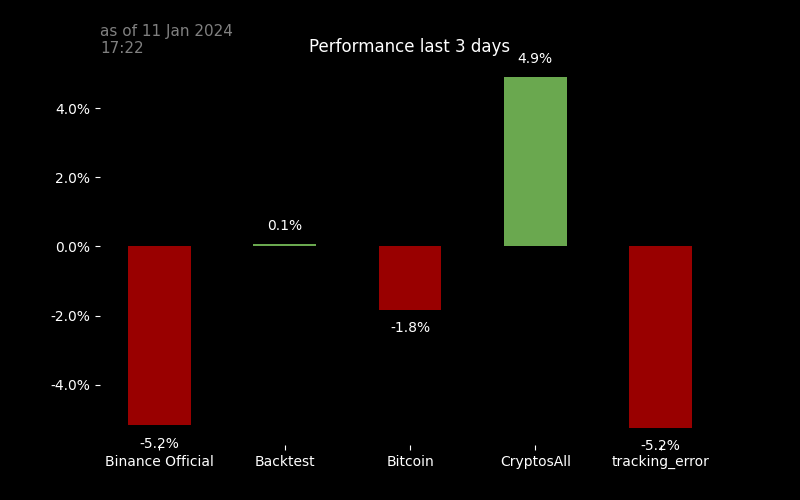 as of 11 Jan 2024
17:22
Performance last 3 days
4.9%
4.0%
2.0%
0.1%
0.0%
-1.8%
-2.0%
-4.0%
-5.2%
-5.2%
Binance Official
Backtest
Bitcoin
CryptosAll
tracking_error